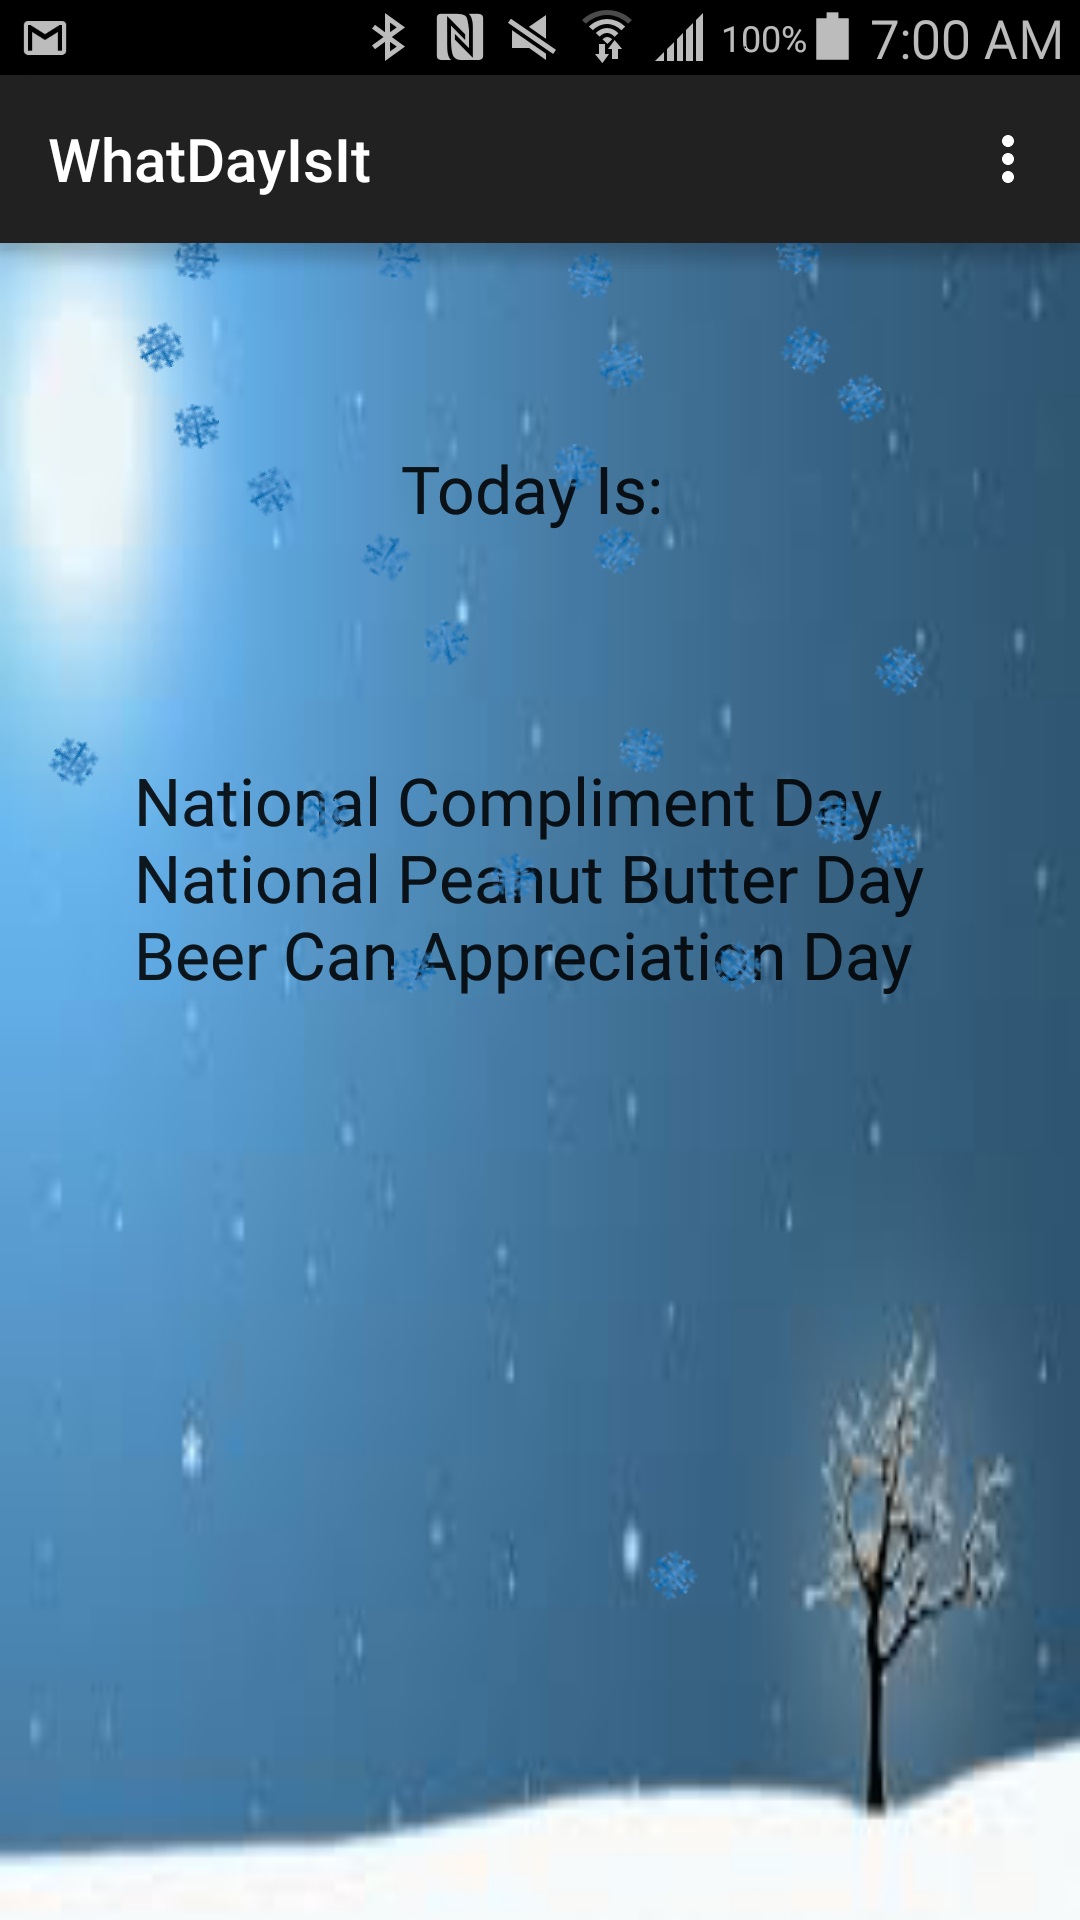 100% 7:00 AM
WhatDayIsIt
Today Is:
National Compliment Day
National Peanut Butter Day
Beer Can Appreciation Day